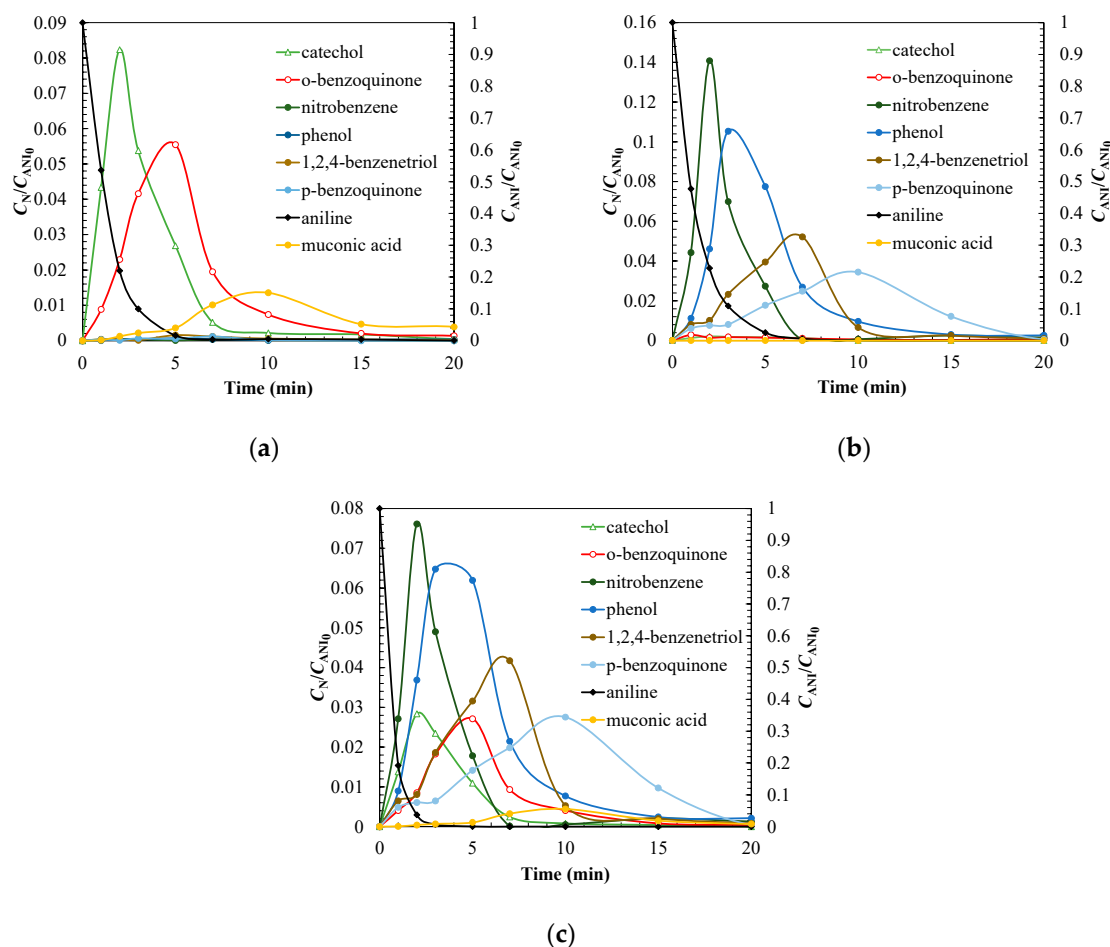 (a)
0.09
0.08
0.07
0.06
0.05
0.04
0.03
0.02
0.01
0
C_N/C_ANI0
1
0.9
0.8
0.7
0.6
0.5
0.4
0.3
0.2
0.1
0
C_ANI/C_ANI0
catechol
o-benzoquinone
nitrobenzene
phenol
1,2,4-benzenetriol
p-benzoquinone
aniline
muconic acid
0 5 10 15 20
Time (min)
(b)
0.16
0.14
0.12
0.1
0.08
0.06
0.04
0.02
0
C_N/C_ANI0
1
0.9
0.8
0.7
0.6
0.5
0.4
0.3
0.2
0.1
0
C_ANI/C_ANI0
catechol
o-benzoquinone
nitrobenzene
phenol
1,2,4-benzenetriol
p-benzoquinone
aniline
muconic acid
0 5 10 15 20
Time (min)
0.08
0.07
0.06
0.05
0.04
0.03
0.02
0.01
0
C_N/C_ANI0
1
0.9
0.8
0.7
0.6
0.5
0.4
0.3
0.2
0.1
0
C_ANI/C_ANI0
catechol
o-benzoquinone
nitrobenzene
phenol
1,2,4-benzenetriol
p-benzoquinone
aniline
muconic acid
0 5 10 15 20
Time (min)
(c)